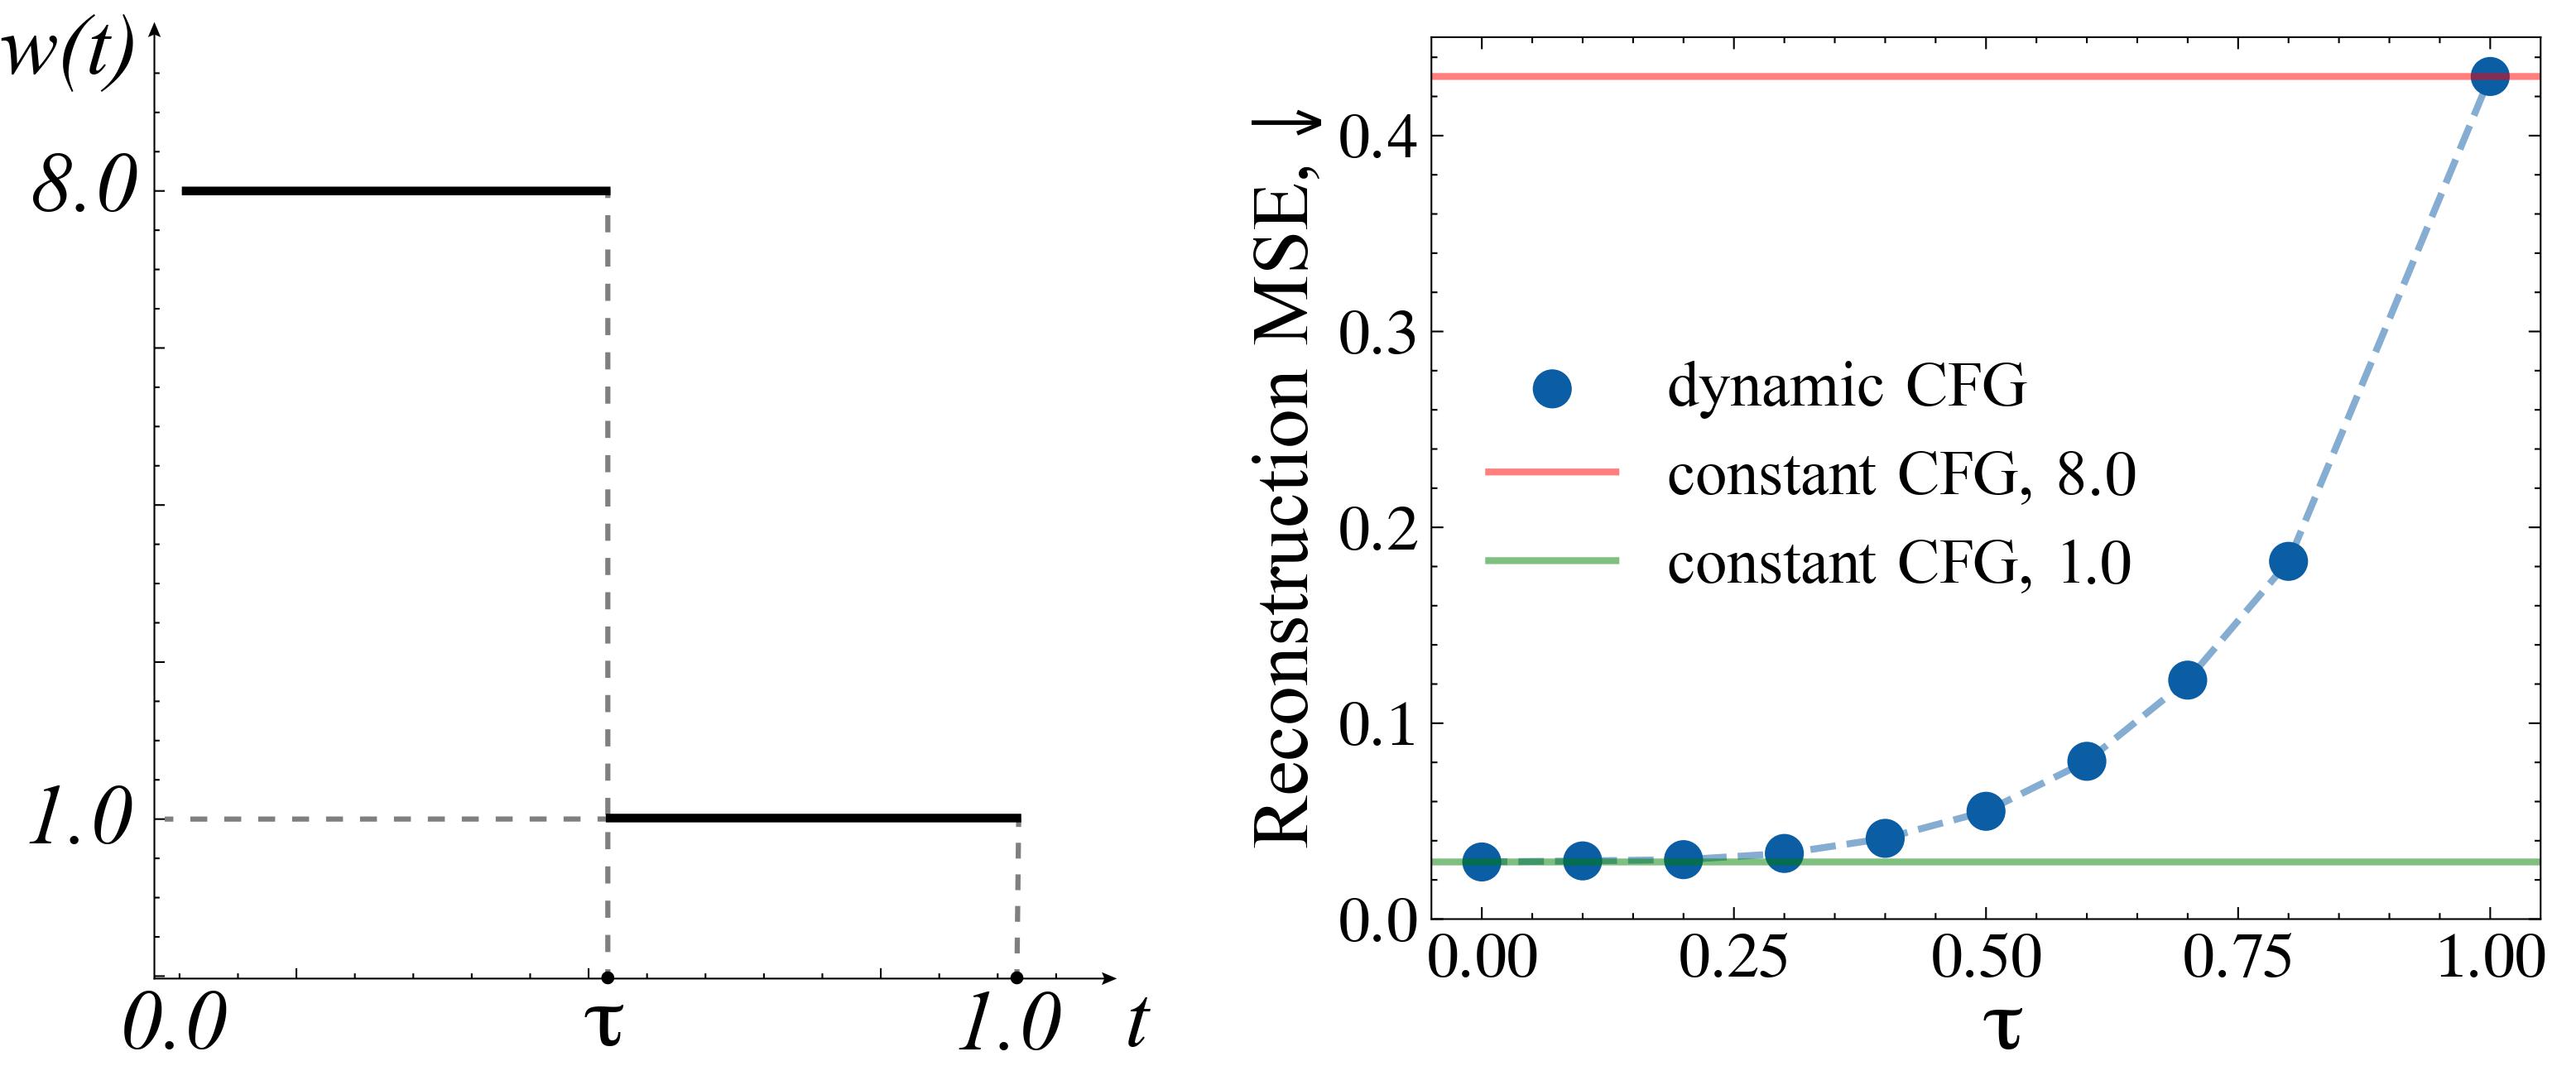 w(t)
8.0
1.0
0.0
τ
1.0
t
Reconstruction MSE, ↓
0.4
0.3
0.2
0.1
0.0
dynamic CFG
constant CFG, 8.0
constant CFG, 1.0
0.00 0.25 0.50 0.75 1.00
τ